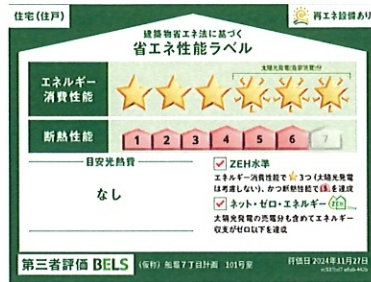 住宅(住戸)
再エネ設備あり
建築物省エネ法に基づく
省エネ性能ラベル
太陽光発電(自家消費)分
エネルギー
消費性能
断熱性能
1 2 3 4 5 6 7
目安光熱費
なし
ZEH水準
エネルギー消費性能で★3つ(太陽光発電
は考慮しない)、かつ断熱性能で5を達成
ネット・ゼロ・エネルギー
太陽光発電の売電分も含めてエネルギー
収支がゼロ以下を達成
第三者評価 BELS
(仮称) 船堀7丁目計画 101号室
評価日 2024年11月27日